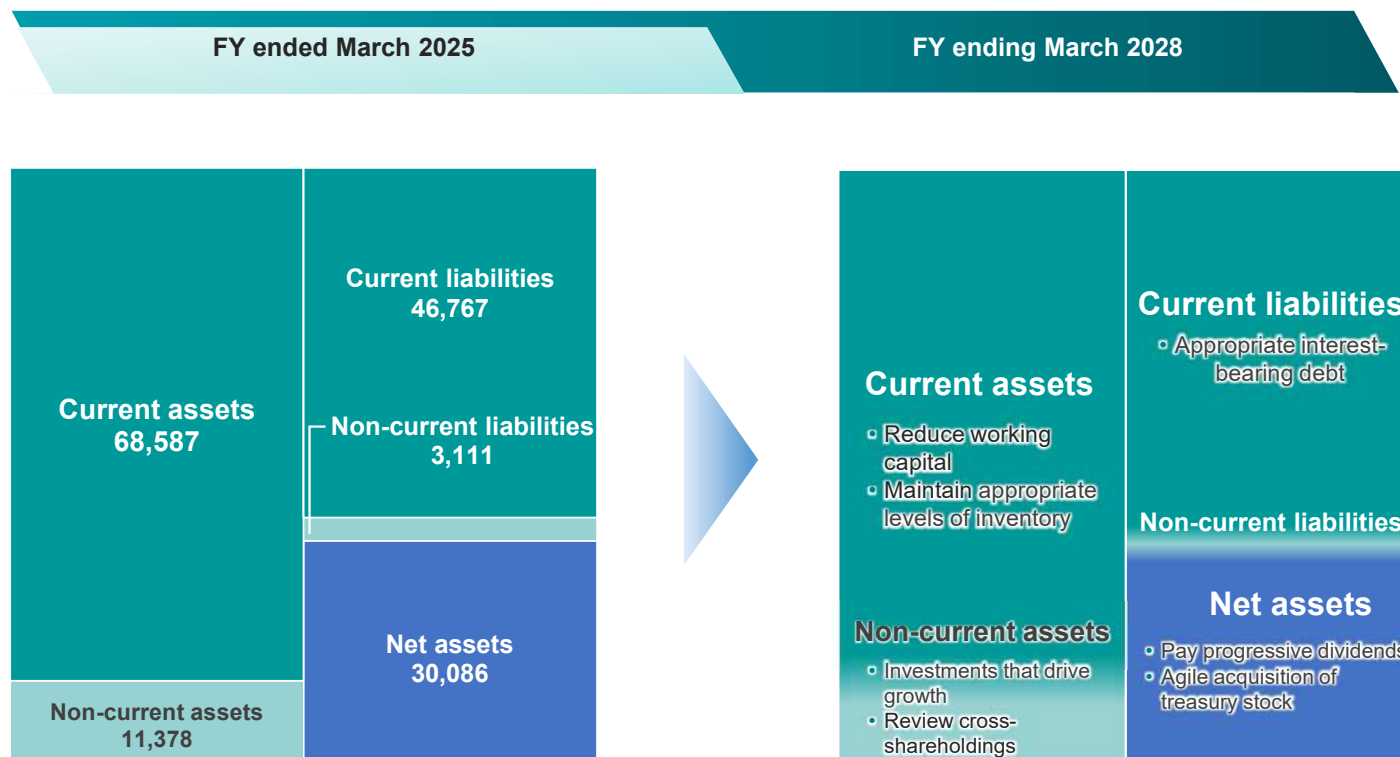 FY ended March 2025
FY ending March 2028
Current assets
68,587
Non-current assets
11,378
Current liabilities
46,767
Non-current liabilities
3,111
Net assets
30,086
Current assets
• Reduce working
capital
• Maintain appropriate
levels of inventory
Non-current assets
• Investments that drive
growth
• Review cross-
shareholdings
Current liabilities
• Appropriate interest-
bearing debt
Non-current liabilities
Net assets
• Pay progressive dividends
• Agile acquisition of
treasury stock